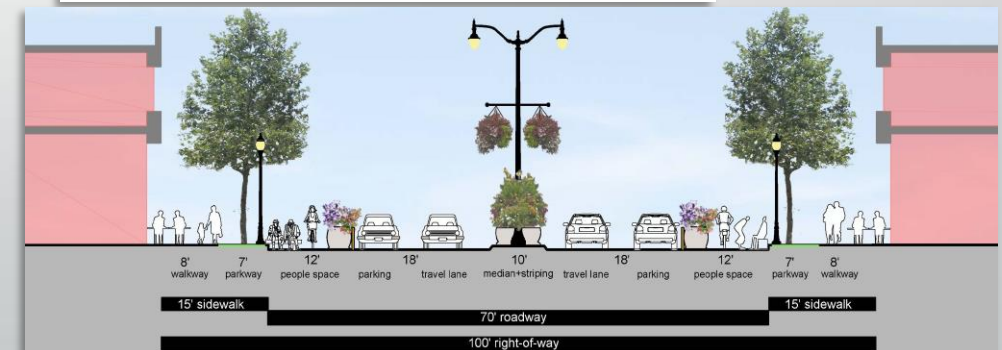 8' 7' 12' 18' 10' 18' 12' 7' 8'
walkway parkway people space parking travel lane median+striping travel lane parking people space parkway walkway
15' sidewalk 15' sidewalk
70' roadway
100' right-of-way